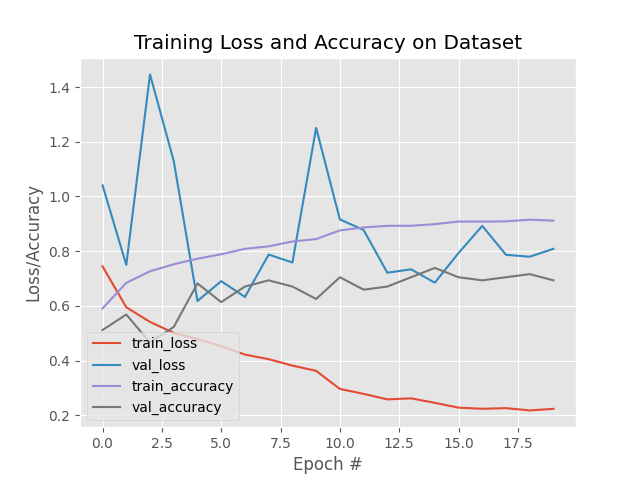 Training Loss and Accuracy on Dataset
Loss/Accuracy
1.4
1.2
1.0
0.8
0.6
0.4
0.2
train_loss
val_loss
train_accuracy
val_accuracy
0.0 2.5 5.0 7.5 10.0 12.5 15.0 17.5
Epoch #